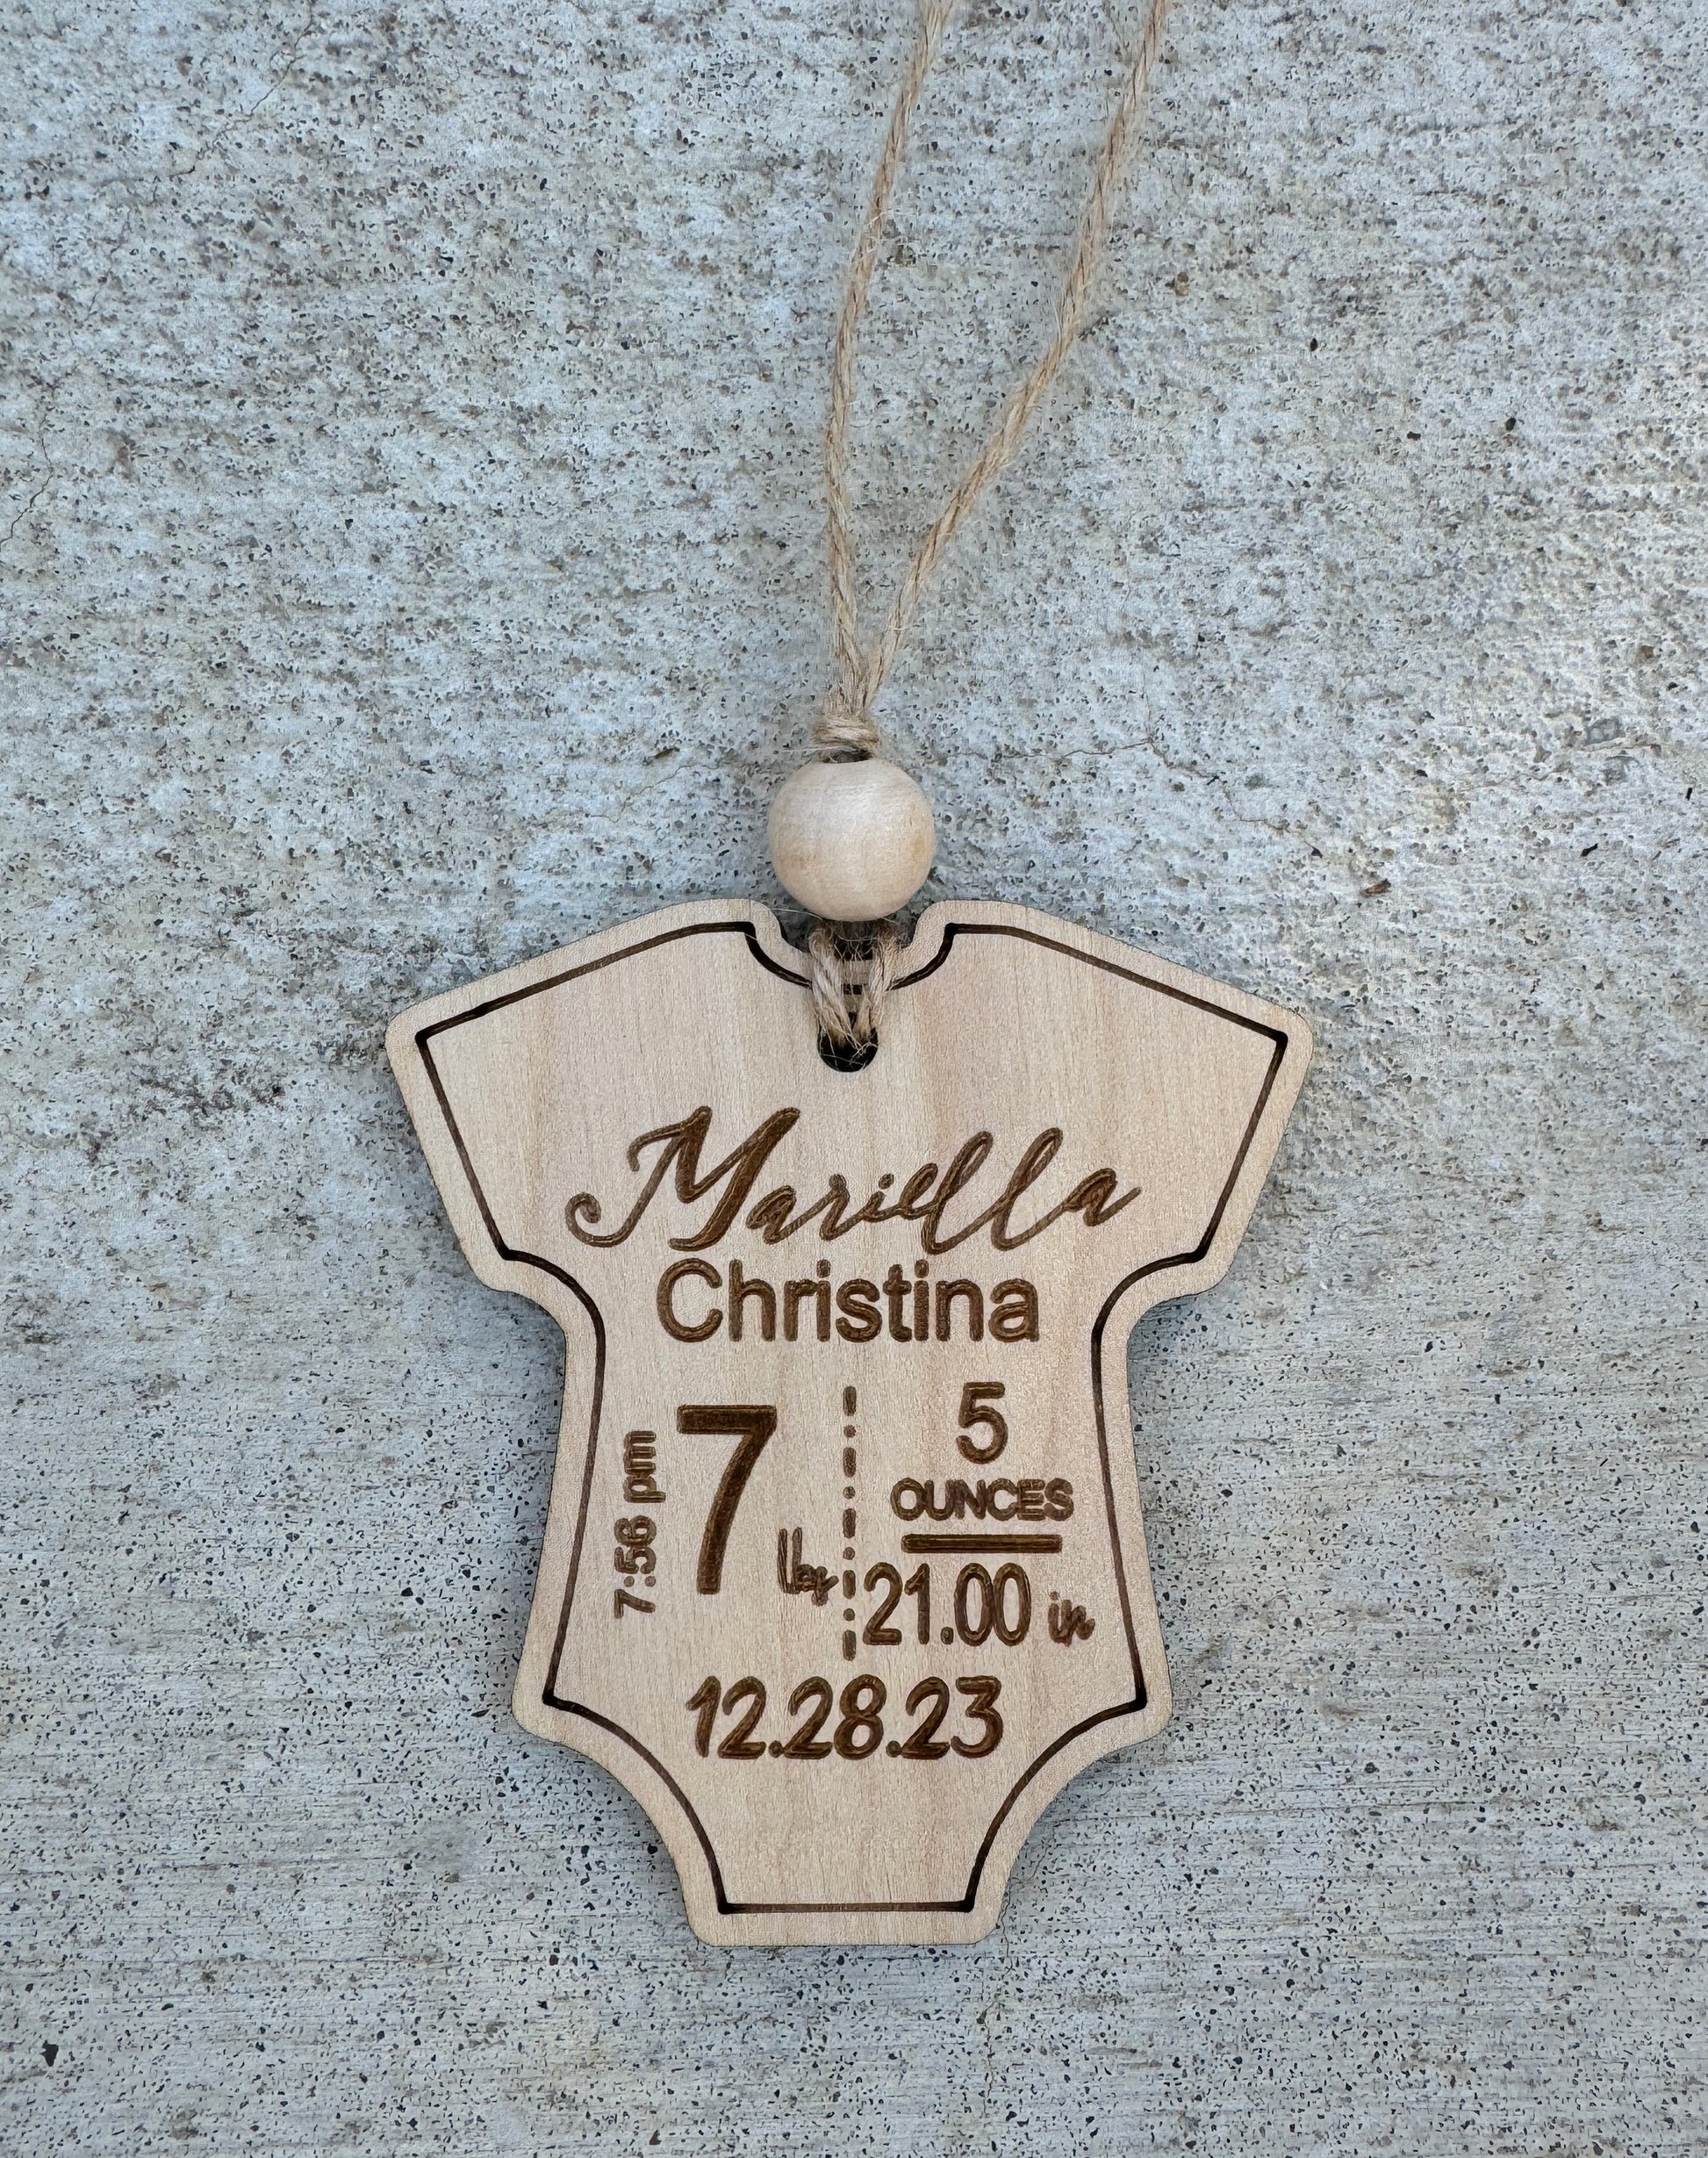 Mariella
Christina
7:56 pm
7 lbs
5
OUNCES
21.00 in
12.28.23